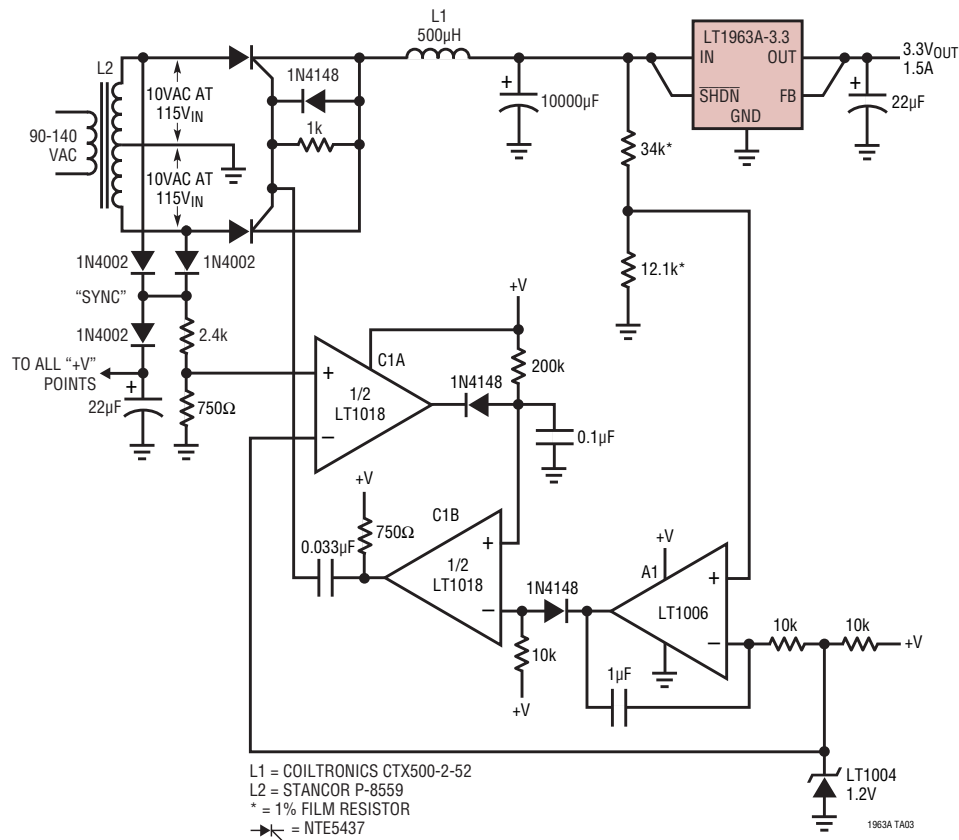 L1
500µH
LT1963A-3.3
IN
OUT
SHDN
FB
GND
3.3VOUT
1.5A
+
22µF
L2
10VAC AT
115VIN
90-140
VAC
10VAC AT
115VIN
1N4148
1k
+
10000µF
34k*
12.1k*
1N4002
1N4002
"SYNC"
1N4002
2.4k
TO ALL "+V"
POINTS
+
22µF
750Ω
+V
C1A
+
1/2
LT1018
–
200k
1N4148
0.1µF
+V
750Ω
0.033µF
C1B
+
1/2
LT1018
–
1N4148
10k
+V
+V
A1
+
LT1006
–
1µF
10k
10k
+V
LT1004
1.2V
L1 = COILTRONICS CTX500-2-52
L2 = STANCOR P-8559
* = 1% FILM RESISTOR
= NTE5437
1963A TA03